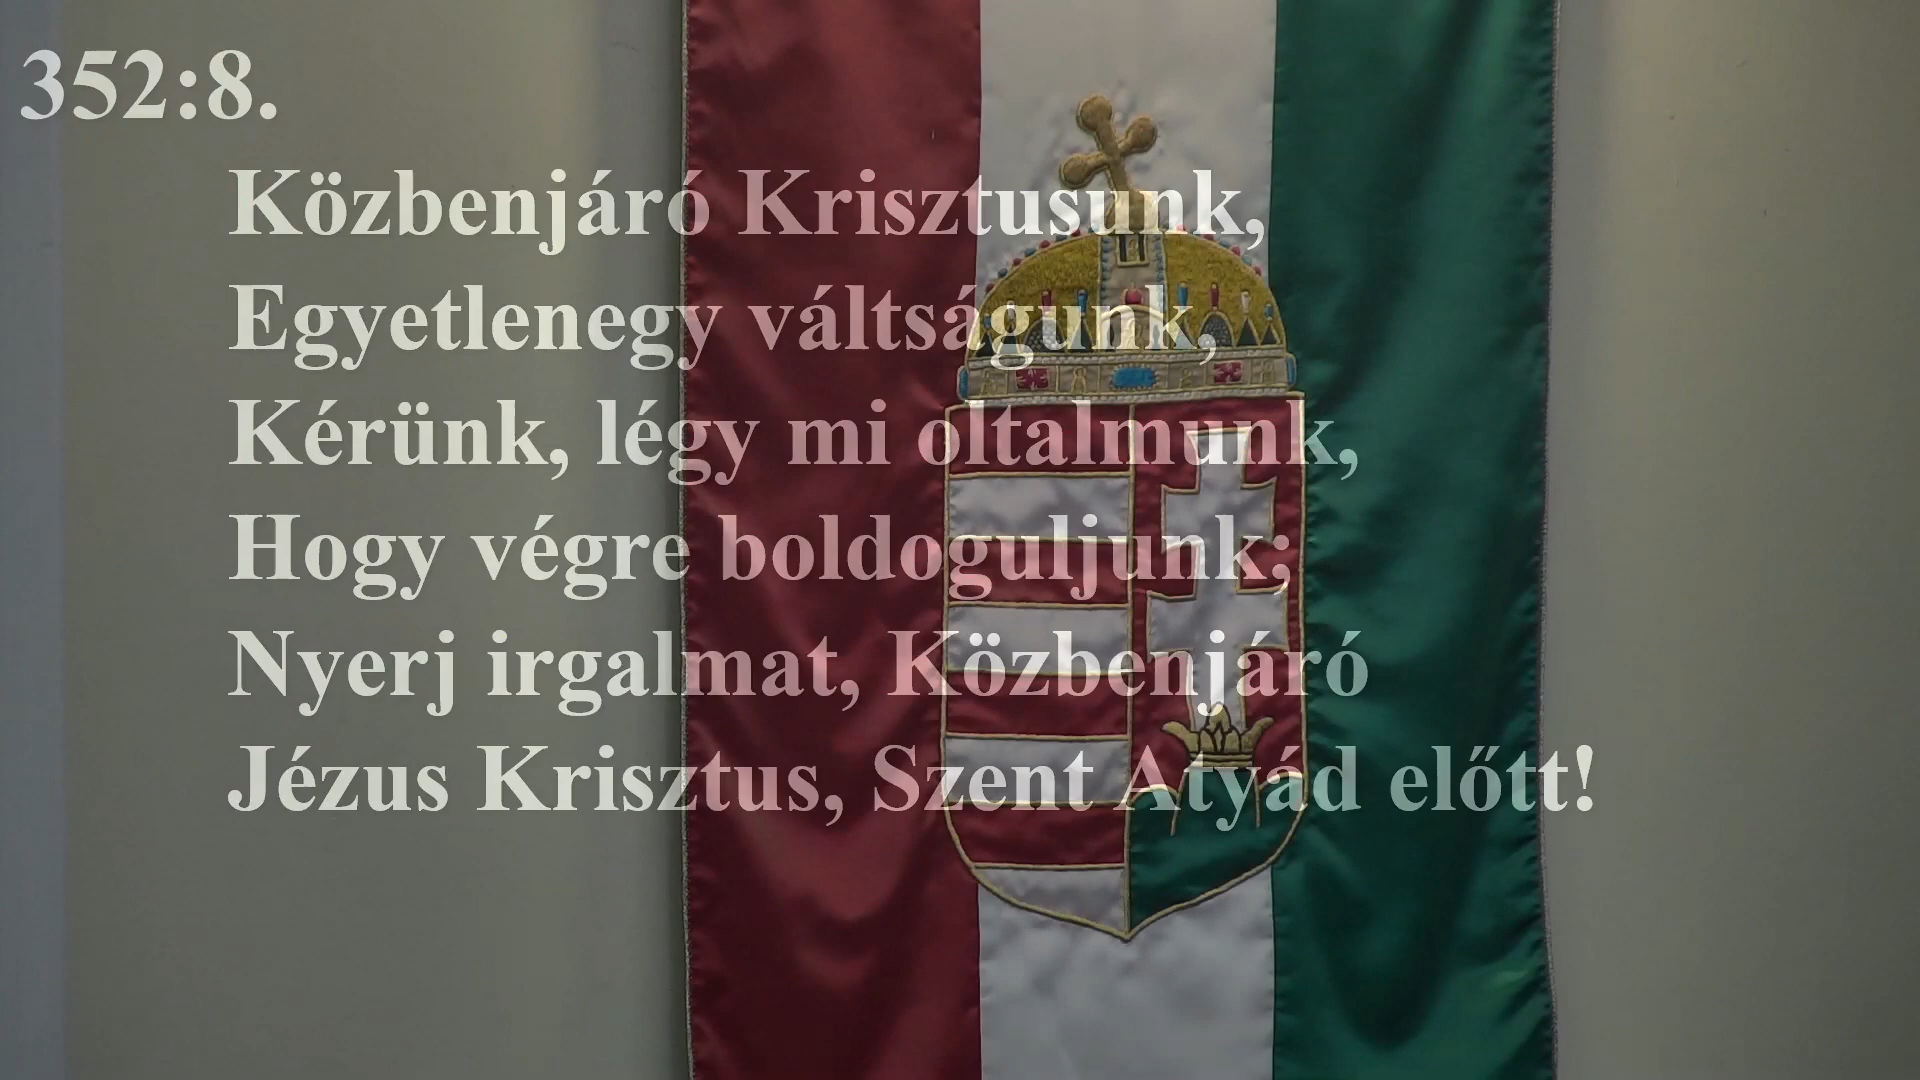 352:8.
Közbenjáró Krisztusunk,
Egyetlenegy váltságunk,
Kérünk, légy mi oltalmunk,
Hogy végre boldoguljunk;
Nyerj irgalmat, Közbenjáró
Jézus Krisztus, Szent Atyád előtt!